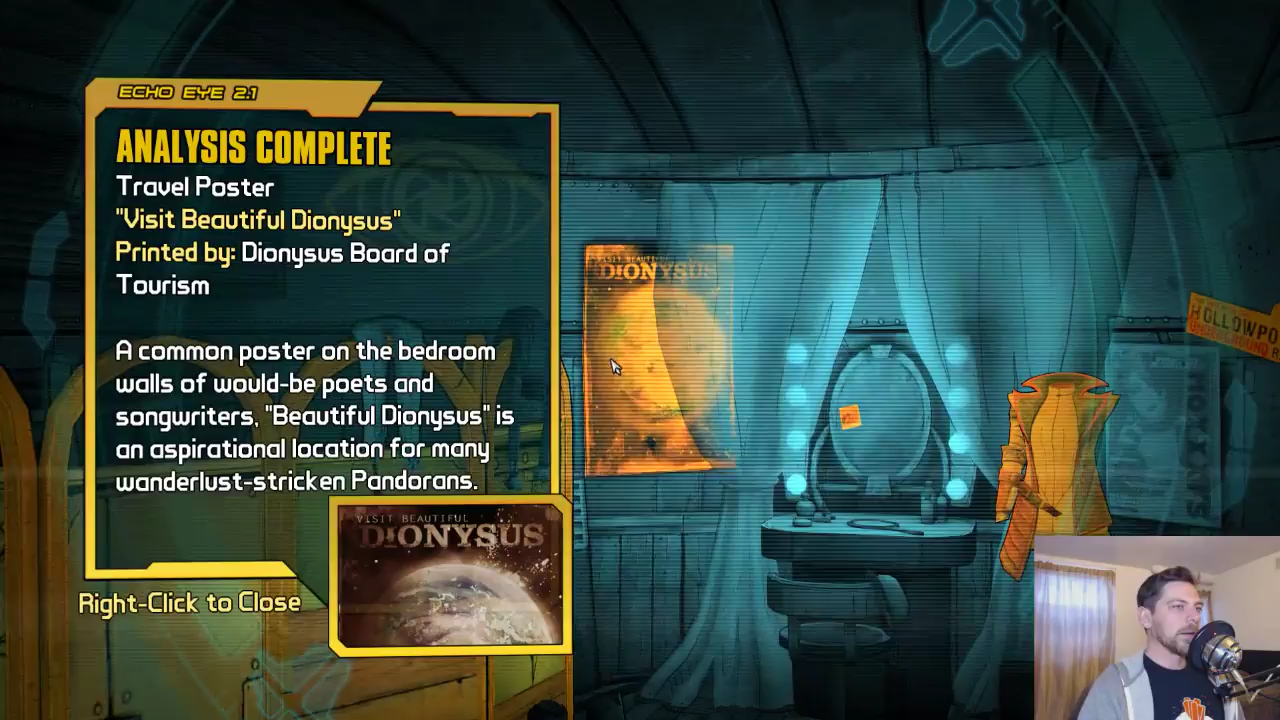 ECHO EYE 2.1
ANALYSIS COMPLETE
Travel Poster
"Visit Beautiful Dionysus"
Printed by: Dionysus Board of
Tourism
A common poster on the bedroom
walls of would-be poets and
songwriters, "Beautiful Dionysus" is
an aspirational location for many
wanderlust-stricken Pandorans.
VISIT BEAUTIFUL
DIONYSUS
Right-Click to Close
VISIT BEAUTIFUL
DIONYSUS